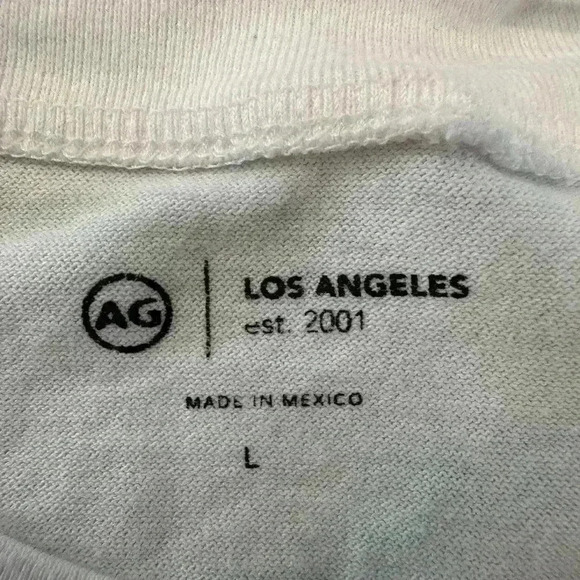 AG
LOS ANGELES
est. 2001
MADE IN MEXICO
L